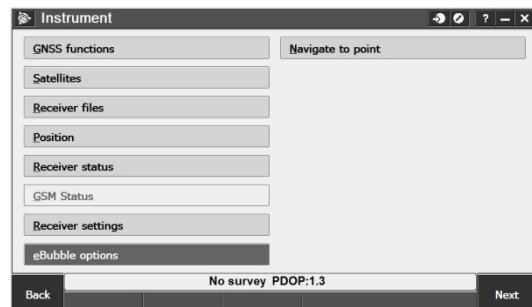 Instrument
? – x
GNSS functions
Navigate to point
Satellites
Receiver files
Position
Receiver status
GSM Status
Receiver settings
eBubble options
No survey PDOP:1.3
Back
Next